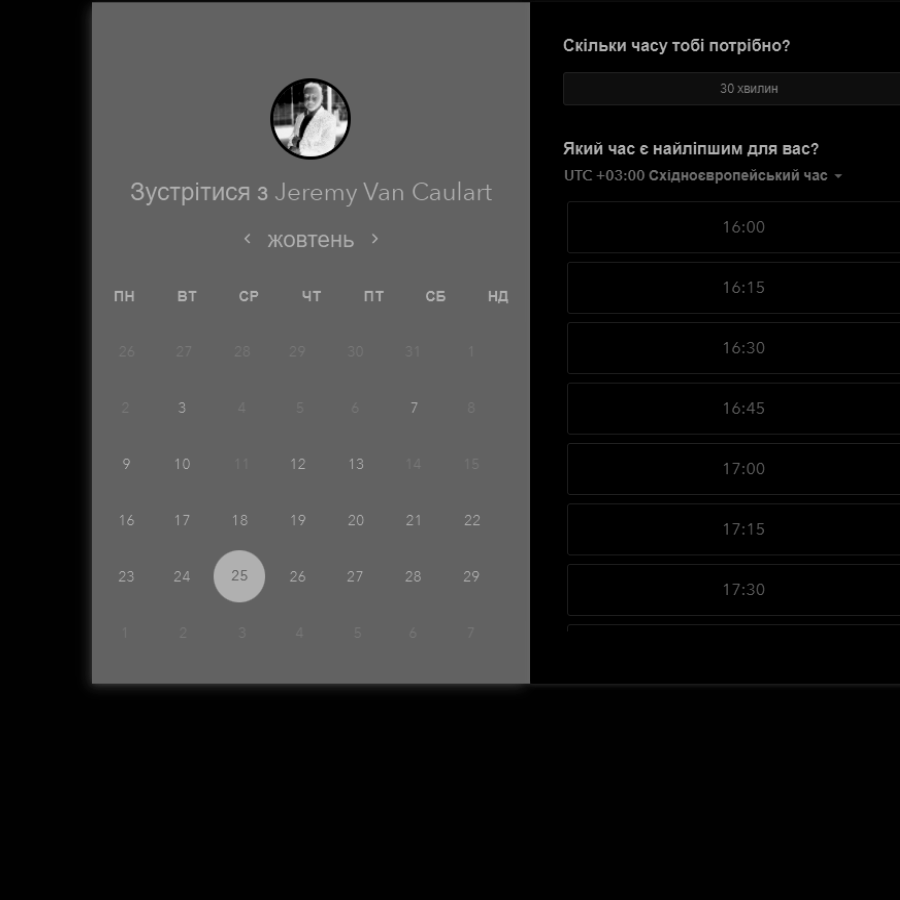 Зустрітися з Jeremy Van Caulart
жовтень
ПН ВТ СР ЧТ ПТ СБ НД
26 27 28 29 30 31 1
2 3 4 5 6 7 8
9 10 11 12 13 14 15
16 17 18 19 20 21 22
23 24 25 26 27 28 29
1 2 3 4 5 6 7
Скільки часу тобі потрібно?
30 хвилин
Який час є найліпшим для вас?
UTC +03:00 Східноєвропейський час
16:00
16:15
16:30
16:45
17:00
17:15
17:30